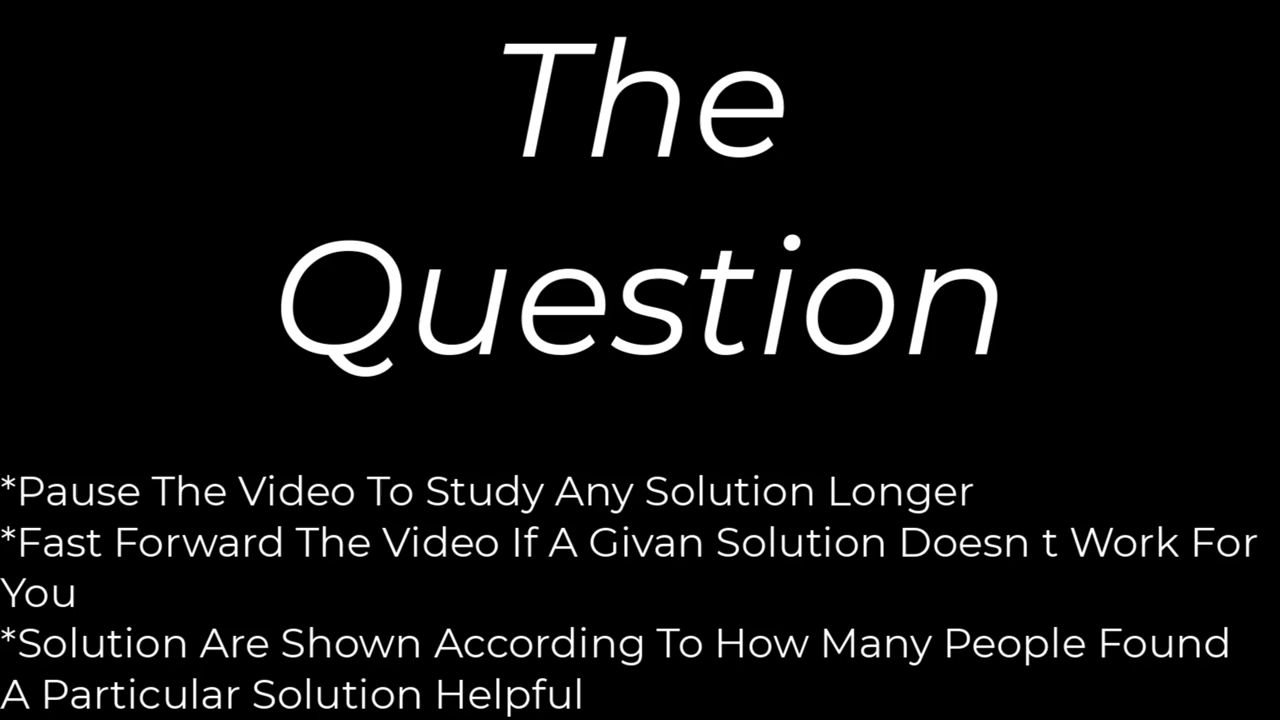 The
Question
*Pause The Video To Study Any Solution Longer
*Fast Forward The Video If A Givan Solution Doesn t Work For
You
*Solution Are Shown According To How Many People Found
A Particular Solution Helpful